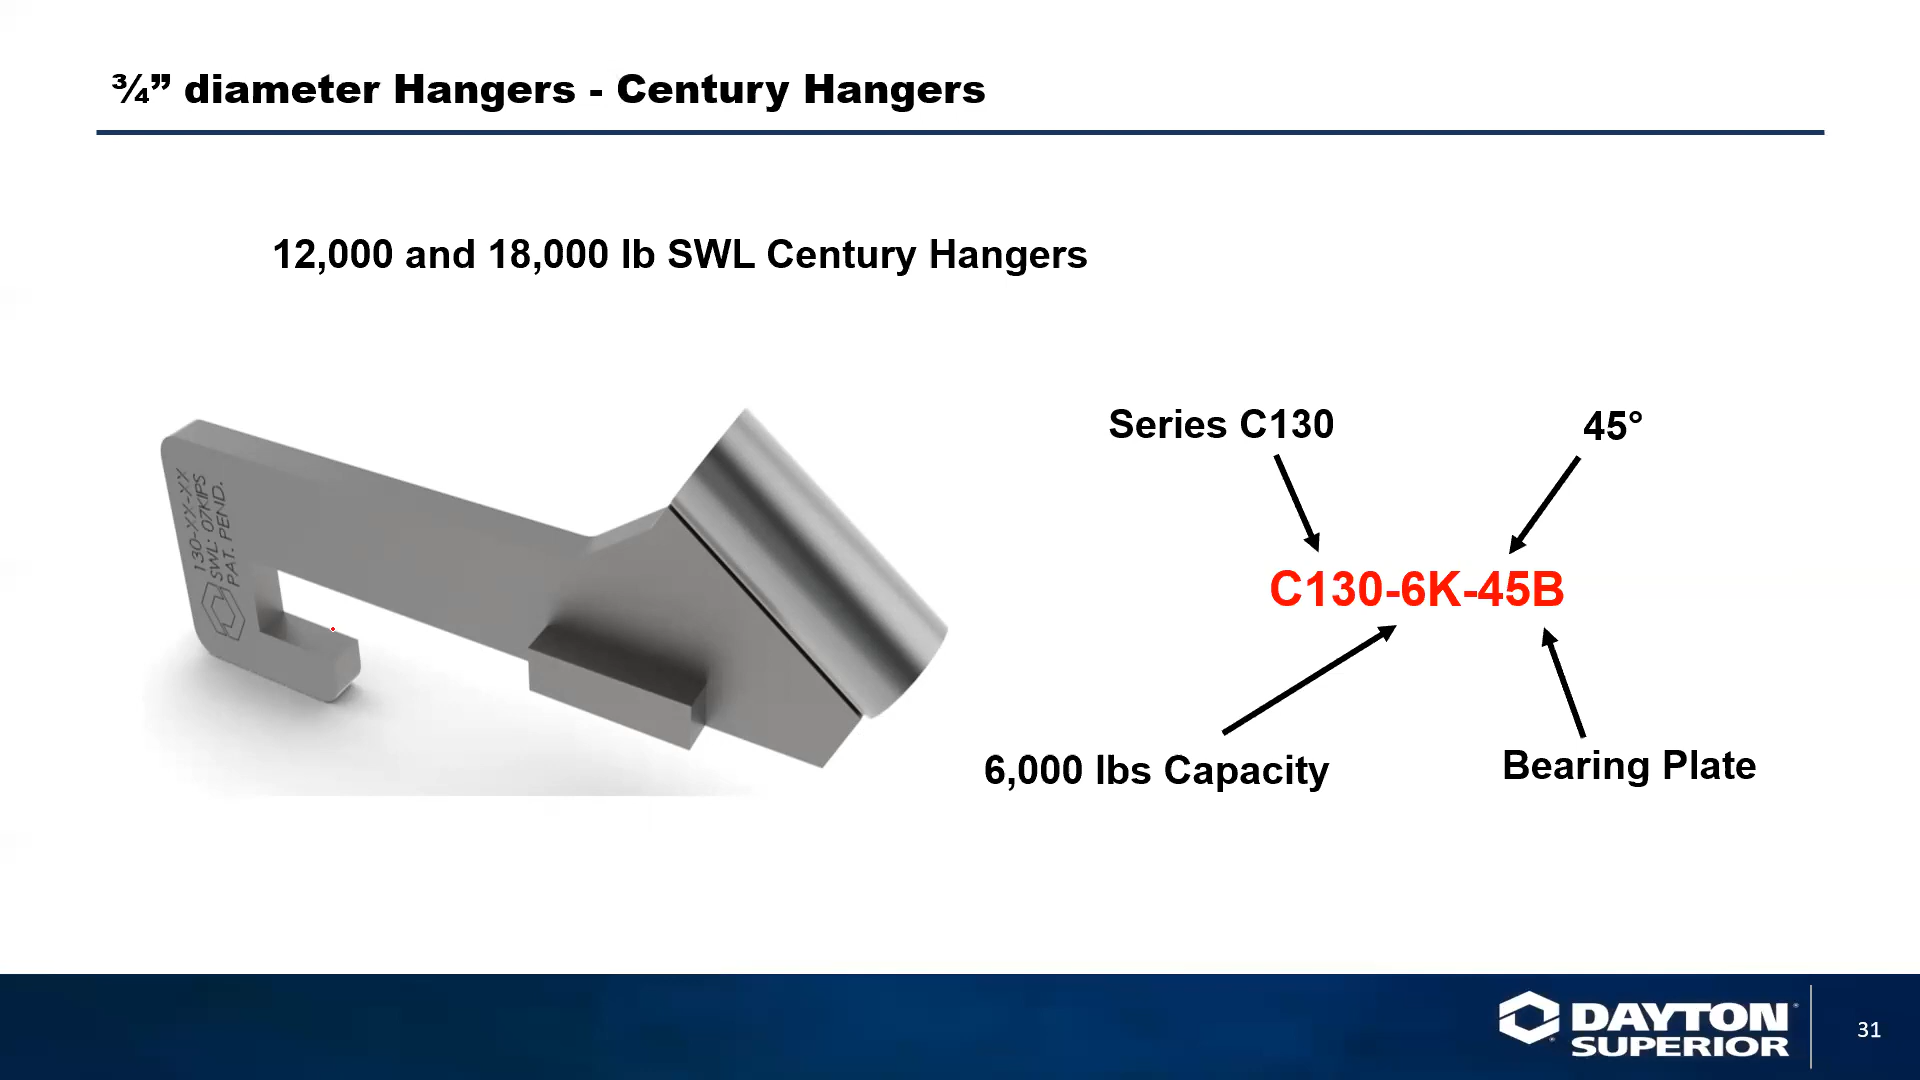 ¾” diameter Hangers - Century Hangers
12,000 and 18,000 lb SWL Century Hangers
130-XX-XX
SWL: 07KIPS
PAT. PEND.
Series C130
45°
C130-6K-45B
6,000 lbs Capacity
Bearing Plate
DAYTON
SUPERIOR
31